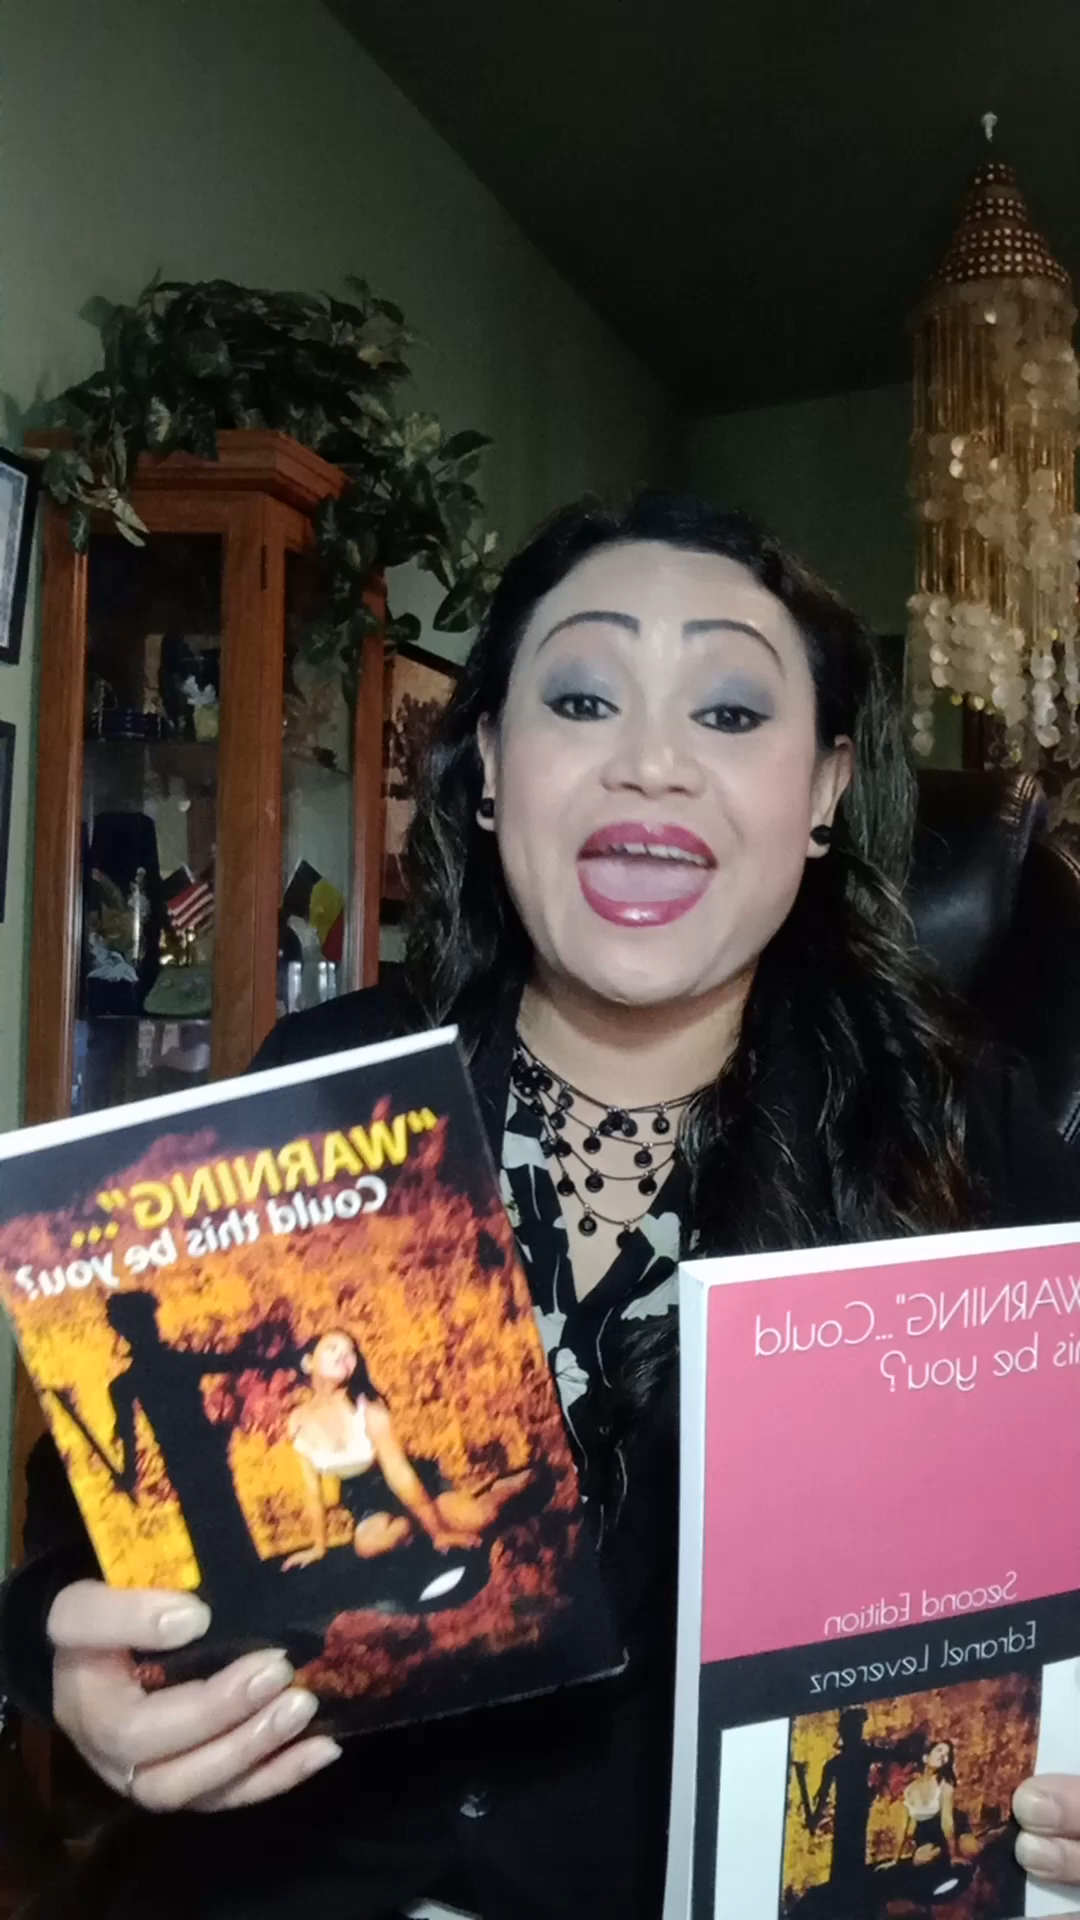 "WARNING"...
Could this be you?
WARNING"...Could
his be you?
Second Edition
Edranel Leverenz